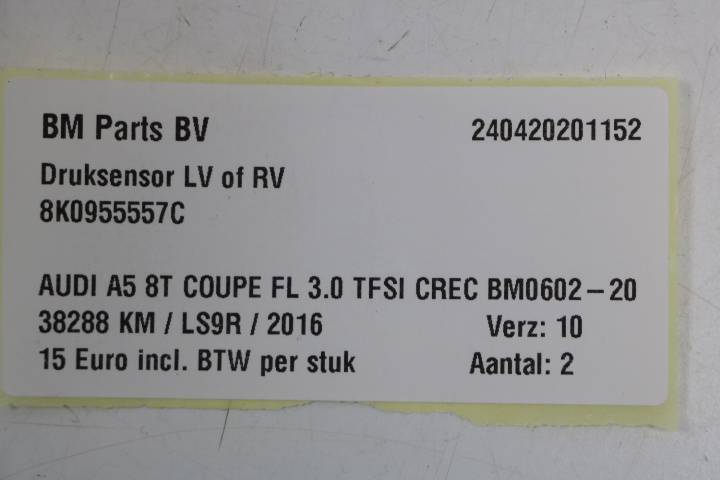 BM Parts BV 240420201152
Druksensor LV of RV
8K0955557C
AUDI A5 8T COUPE FL 3.0 TFSI CREC BM0602-20
38288 KM / LS9R / 2016 Verz: 10
15 Euro incl. BTW per stuk Aantal: 2